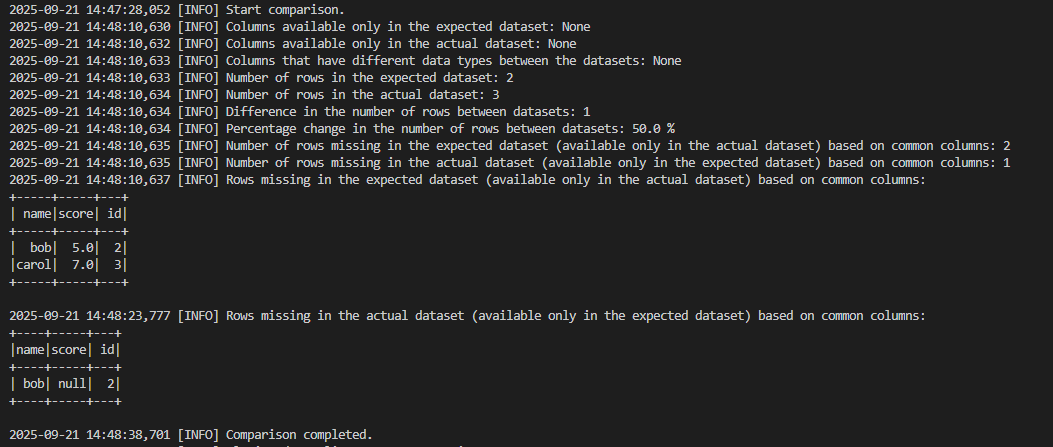 2025-09-21 14:47:28,052 [INFO] Start comparison.
2025-09-21 14:48:10,630 [INFO] Columns available only in the expected dataset: None
2025-09-21 14:48:10,632 [INFO] Columns available only in the actual dataset: None
2025-09-21 14:48:10,633 [INFO] Columns that have different data types between the datasets: None
2025-09-21 14:48:10,633 [INFO] Number of rows in the expected dataset: 2
2025-09-21 14:48:10,634 [INFO] Number of rows in the actual dataset: 3
2025-09-21 14:48:10,634 [INFO] Difference in the number of rows between datasets: 1
2025-09-21 14:48:10,634 [INFO] Percentage change in the number of rows between datasets: 50.0 %
2025-09-21 14:48:10,635 [INFO] Number of rows missing in the expected dataset (available only in the actual dataset) based on common columns: 2
2025-09-21 14:48:10,635 [INFO] Number of rows missing in the actual dataset (available only in the expected dataset) based on common columns: 1
2025-09-21 14:48:10,637 [INFO] Rows missing in the expected dataset (available only in the actual dataset) based on common columns:
+-----+-----+---+
| name|score| id|
+-----+-----+---+
|  bob|  5.0|  2|
|carol|  7.0|  3|
+-----+-----+---+
2025-09-21 14:48:23,777 [INFO] Rows missing in the actual dataset (available only in the expected dataset) based on common columns:
+----+-----+---+
|name|score| id|
+----+-----+---+
| bob| null|  2|
+----+-----+---+
2025-09-21 14:48:38,701 [INFO] Comparison completed.